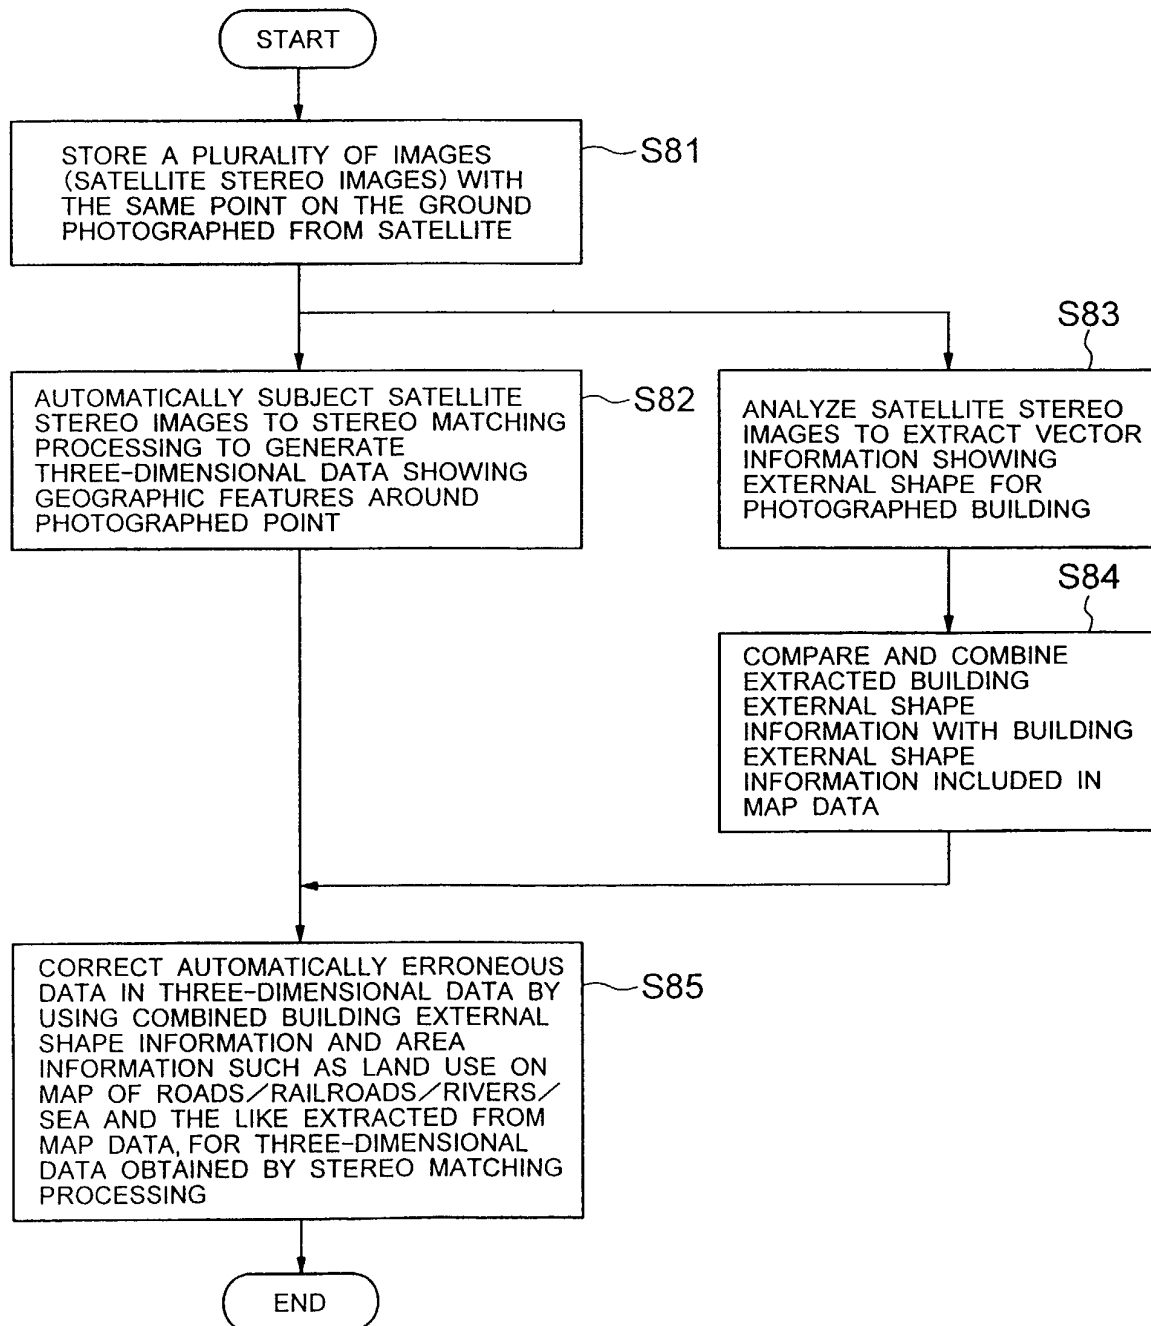 START
STORE A PLURALITY OF IMAGES
(SATELLITE STEREO IMAGES) WITH
THE SAME POINT ON THE GROUND
PHOTOGRAPHED FROM SATELLITE
S81
AUTOMATICALLY SUBJECT SATELLITE
STEREO IMAGES TO STEREO MATCHING
PROCESSING TO GENERATE
THREE-DIMENSIONAL DATA SHOWING
GEOGRAPHIC FEATURES AROUND
PHOTOGRAPHED POINT
S82
S83
ANALYZE SATELLITE STEREO
IMAGES TO EXTRACT VECTOR
INFORMATION SHOWING
EXTERNAL SHAPE FOR
PHOTOGRAPHED BUILDING
S84
COMPARE AND COMBINE
EXTRACTED BUILDING
EXTERNAL SHAPE
INFORMATION WITH BUILDING
EXTERNAL SHAPE
INFORMATION INCLUDED IN
MAP DATA
CORRECT AUTOMATICALLY ERRONEOUS
DATA IN THREE-DIMENSIONAL DATA BY
USING COMBINED BUILDING EXTERNAL
SHAPE INFORMATION AND AREA
INFORMATION SUCH AS LAND USE ON
MAP OF ROADS/RAILROADS/RIVERS/
SEA AND THE LIKE EXTRACTED FROM
MAP DATA, FOR THREE-DIMENSIONAL
DATA OBTAINED BY STEREO MATCHING
PROCESSING
S85
END